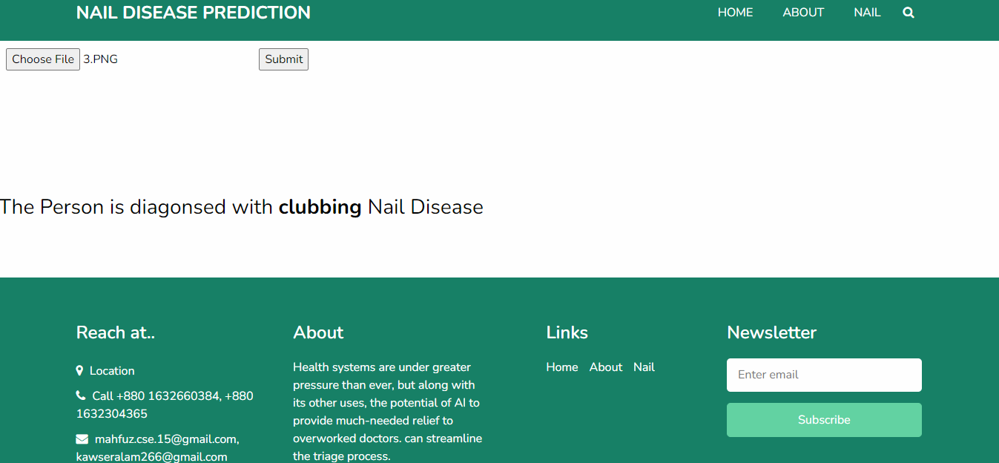 NAIL DISEASE PREDICTION
HOME ABOUT NAIL
Choose File 3.PNG Submit
The Person is diagonsed with clubbing Nail Disease
Reach at..
Location
Call +880 1632660384, +880
1632304365
mahfuz.cse.15@gmail.com,
kawseralam266@gmail.com
About
Health systems are under greater
pressure than ever, but along with
its other uses, the potential of AI to
provide much-needed relief to
overworked doctors. can streamline
the triage process.
Links
Home About Nail
Newsletter
Enter email
Subscribe